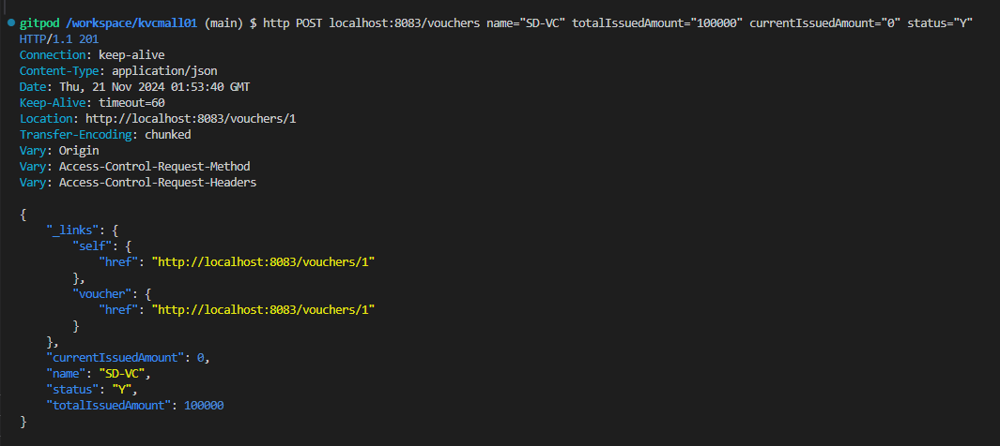 gitpod /workspace/kvcmall01 (main) $ http POST localhost:8083/vouchers name="SD-VC" totalIssuedAmount="100000" currentIssuedAmount="0" status="Y"
HTTP/1.1 201
Connection: keep-alive
Content-Type: application/json
Date: Thu, 21 Nov 2024 01:53:40 GMT
Keep-Alive: timeout=60
Location: http://localhost:8083/vouchers/1
Transfer-Encoding: chunked
Vary: Origin
Vary: Access-Control-Request-Method
Vary: Access-Control-Request-Headers

{
    "_links": {
        "self": {
            "href": "http://localhost:8083/vouchers/1"
        },
        "voucher": {
            "href": "http://localhost:8083/vouchers/1"
        }
    },
    "currentIssuedAmount": 0,
    "name": "SD-VC",
    "status": "Y",
    "totalIssuedAmount": 100000
}